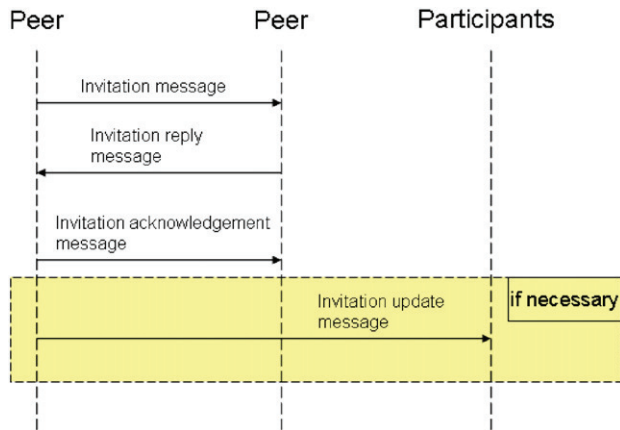 Peer Peer Participants
Invitation message
Invitation reply
message
Invitation acknowledgement
message
Invitation update
message
if necessary